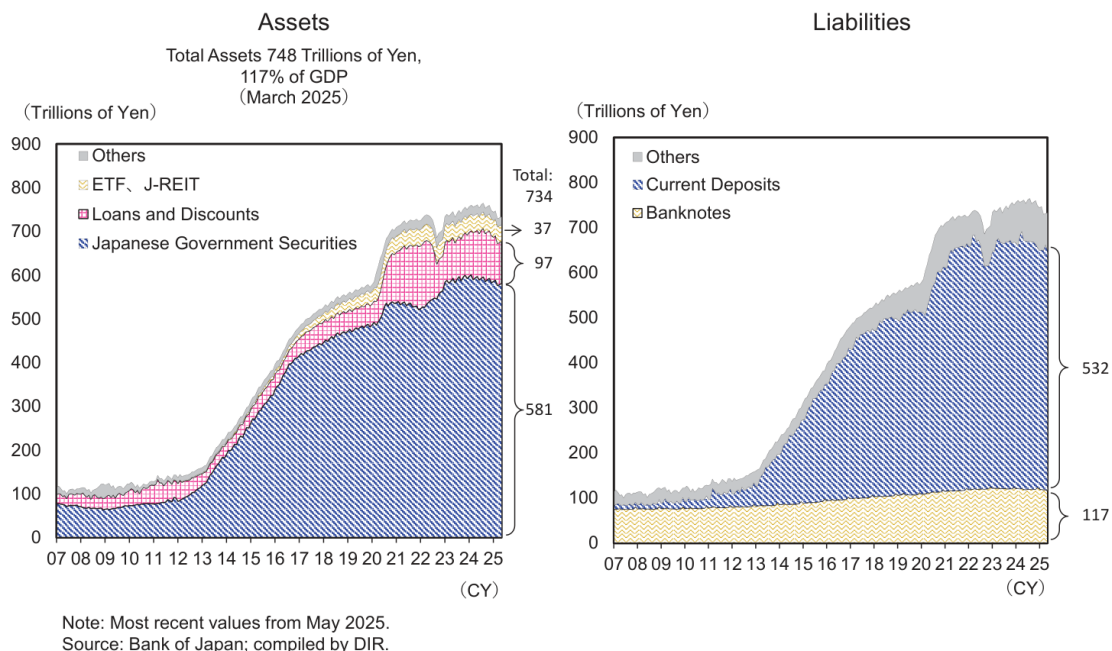 Assets
Total Assets 748 Trillions of Yen,
117% of GDP
（March 2025）
（Trillions of Yen）
900
800
700
600
500
400
300
200
100
0
Others
ETF、J-REIT
Loans and Discounts
Japanese Government Securities
Total:
734
37
97
581
07 08 09 10 11 12 13 14 15 16 17 18 19 20 21 22 23 24 25
（CY）
Liabilities
（Trillions of Yen）
900
800
700
600
500
400
300
200
100
0
Others
Current Deposits
Banknotes
532
117
07 08 09 10 11 12 13 14 15 16 17 18 19 20 21 22 23 24 25
（CY）
Note: Most recent values from May 2025.
Source: Bank of Japan; compiled by DIR.